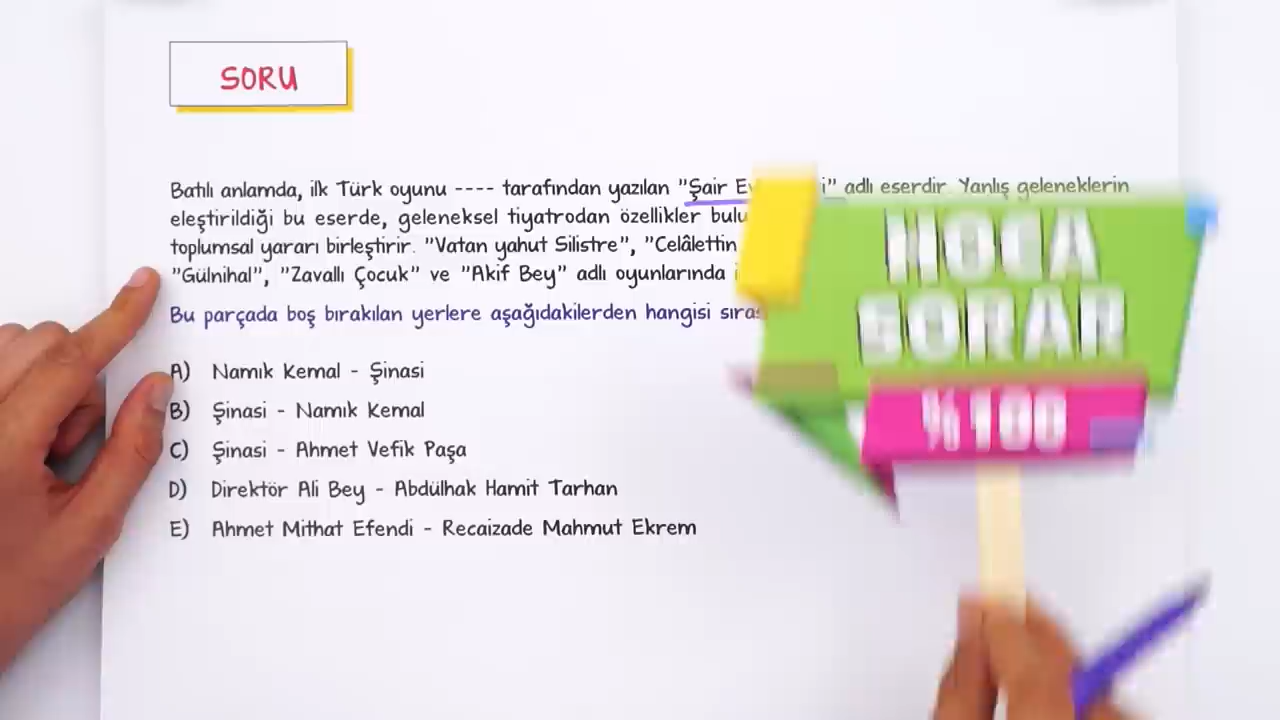 SORU
Batılı anlamda, ilk Türk oyunu ---- tarafından yazılan "Şair Ev i" adlı eserdir. Yanlış geleneklerin
eleştirildiği bu eserde, geleneksel tiyatrodan özellikler bulu
toplumsal yararı birleştirir. "Vatan yahut Silistre", "Celâlettin
"Gülnihal", "Zavallı Çocuk" ve "Akif Bey" adlı oyunlarında i
Bu parçada boş bırakılan yerlere aşağıdakilerden hangisi sıras
A) Namık Kemal - Şinasi
B) Şinasi - Namık Kemal
C) Şinasi - Ahmet Vefik Paşa
D) Direktör Ali Bey - Abdülhak Hamit Tarhan
E) Ahmet Mithat Efendi - Recaizade Mahmut Ekrem
HOCA
SORAR
%100